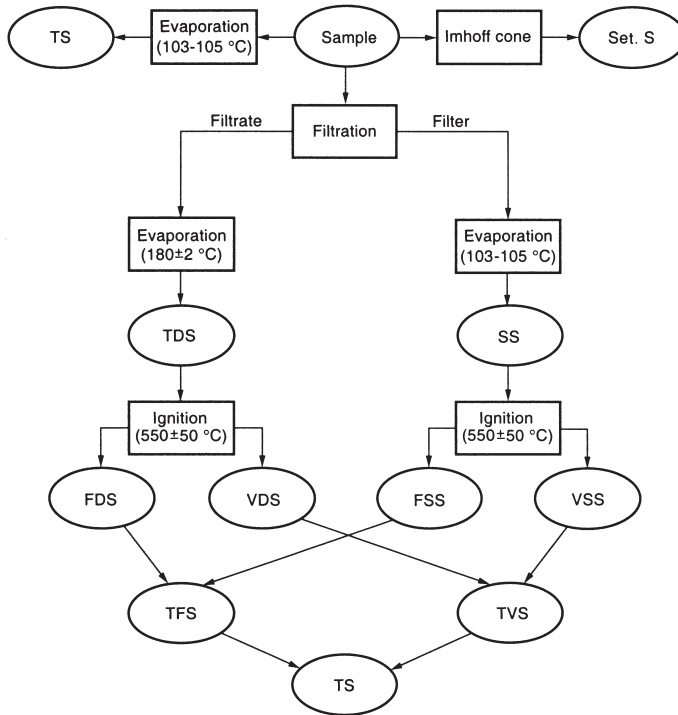 TS
Evaporation
(103-105 °C)
Sample
Imhoff cone
Set. S
Filtrate
Filtration
Filter
Evaporation
(180±2 °C)
Evaporation
(103-105 °C)
TDS
SS
Ignition
(550±50 °C)
Ignition
(550±50 °C)
FDS
VDS
FSS
VSS
TFS
TVS
TS